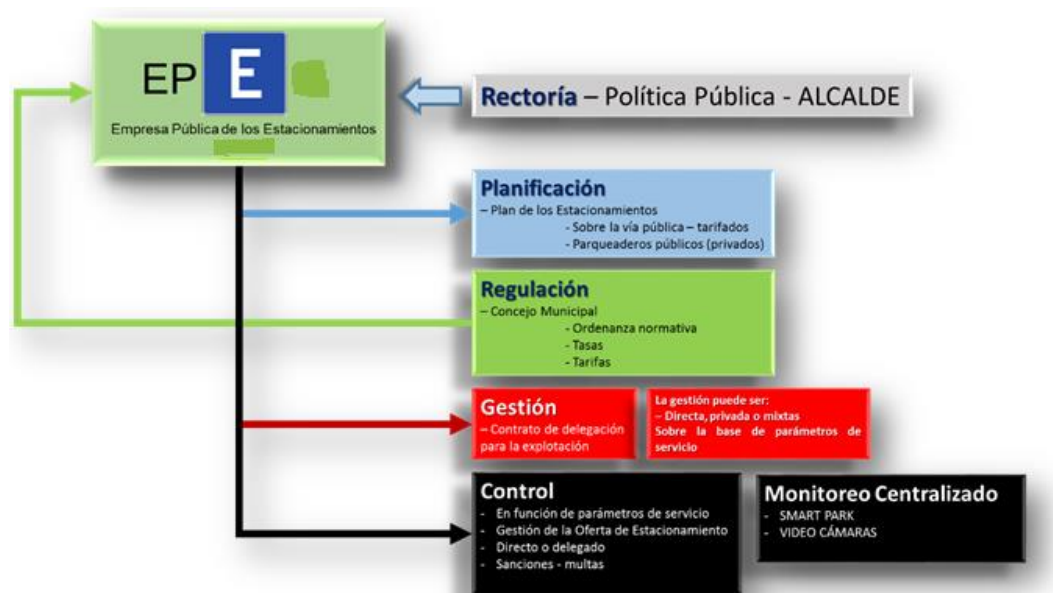 EP E
Empresa Pública de los Estacionamientos
Rectoría – Política Pública - ALCALDE
Planificación
– Plan de los Estacionamientos
- Sobre la vía pública – tarifados
- Parqueaderos públicos (privados)
Regulación
– Concejo Municipal
- Ordenanza normativa
- Tasas
- Tarifas
Gestión
– Contrato de delegación
para la explotación
La gestión puede ser:
– Directa, privada o mixtas
Sobre la base de parámetros de
servicio
Control
- En función de parámetros de servicio
- Gestión de la Oferta de Estacionamiento
- Directo o delegado
- Sanciones - multas
Monitoreo Centralizado
- SMART PARK
- VIDEO CÁMARAS